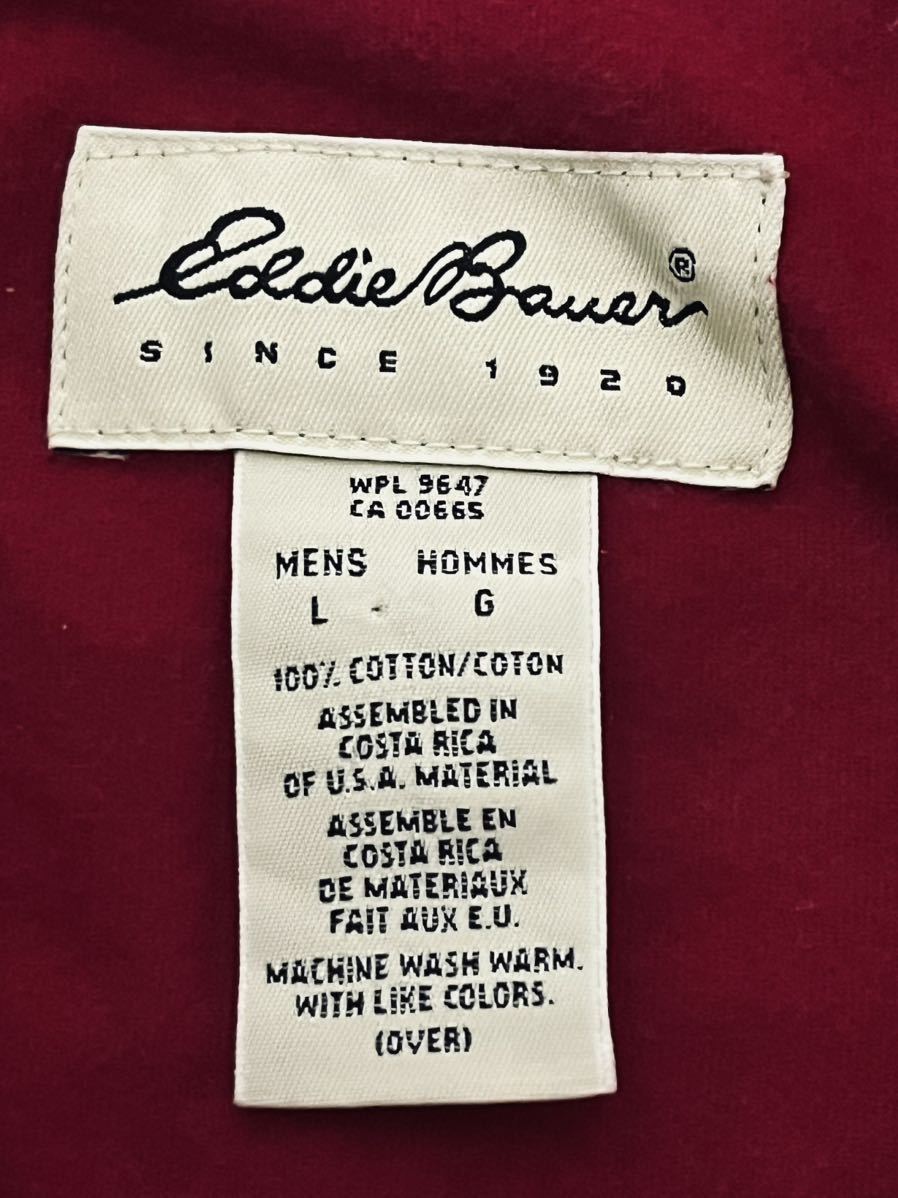 Eddie Bauer®
SINCE 1920
WPL 9647
CA 00665
MENS HOMMES
L - G
100% COTTON/COTON
ASSEMBLED IN
COSTA RICA
OF U.S.A. MATERIAL
ASSEMBLE EN
COSTA RICA
DE MATERIAUX
FAIT AUX E.U.
MACHINE WASH WARM.
WITH LIKE COLORS.
(OVER)